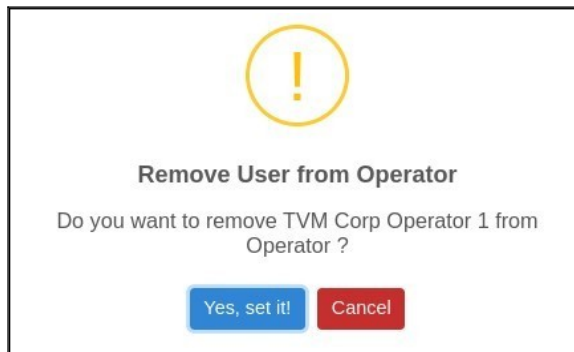 !
Remove User from Operator
Do you want to remove TVM Corp Operator 1 from
Operator ?
Yes, set it!
Cancel